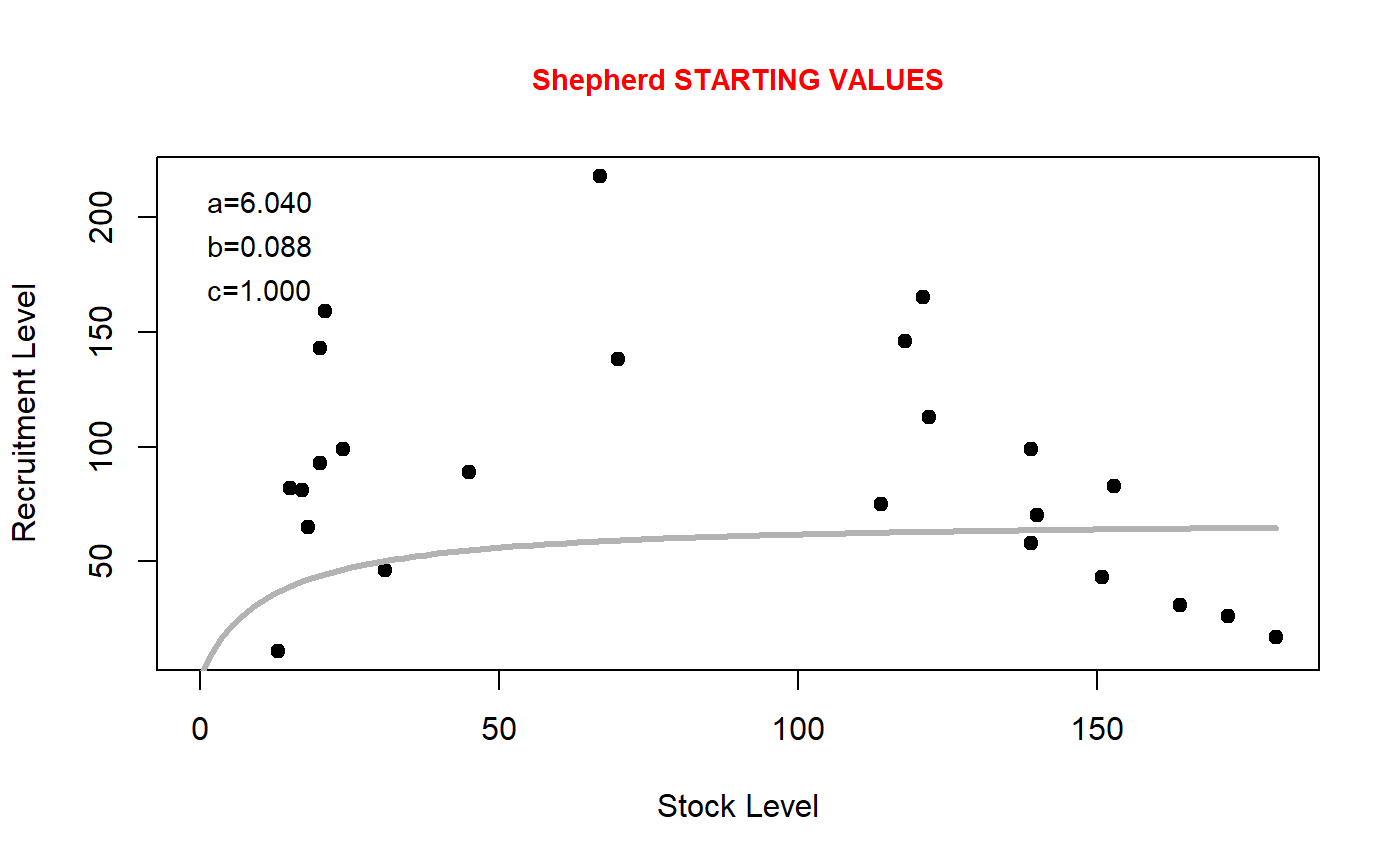 Shepherd STARTING VALUES
a=6.040
b=0.088
c=1.000
Recruitment Level
200
150
100
50
0 50 100 150
Stock Level